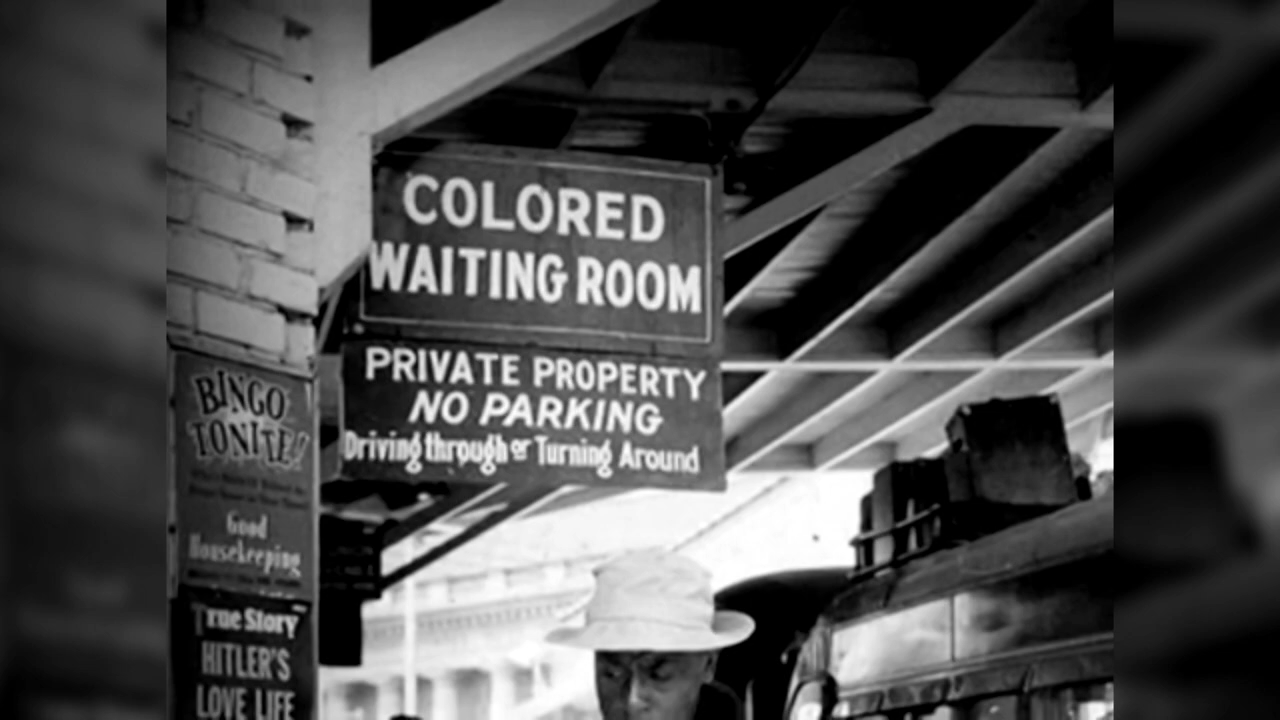 COLORED
WAITING ROOM
PRIVATE PROPERTY
NO PARKING
Driving through or Turning Around
BINGO
TONITE!
Good
Housekeeping
True Story
HITLER'S
LOVE LIFE